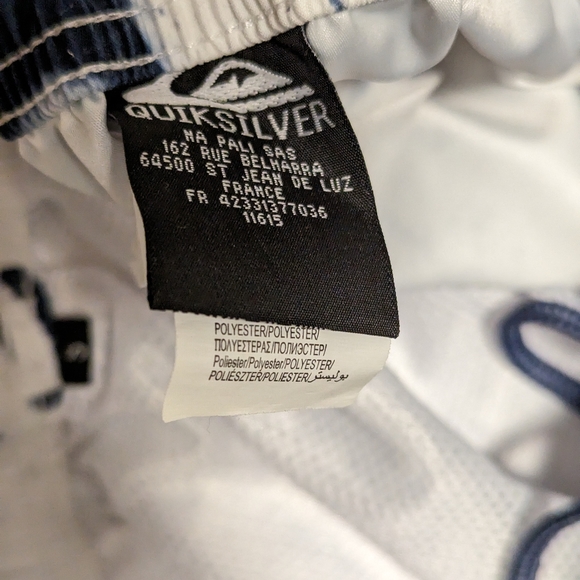 QUIKSILVER
NA PALI SAS
162 RUE BELHARRA
64500 ST JEAN DE LUZ
FRANCE
FR 42331377036
11615
POLYESTER/POLYESTER/
ΠΟΛΥΕΣΤΕΡΑΣ/ПОЛИЭСТЕР/
Poliester/Polyester/POLYESTER/
POLIÉSZTER/POLIESTER/بوليستر